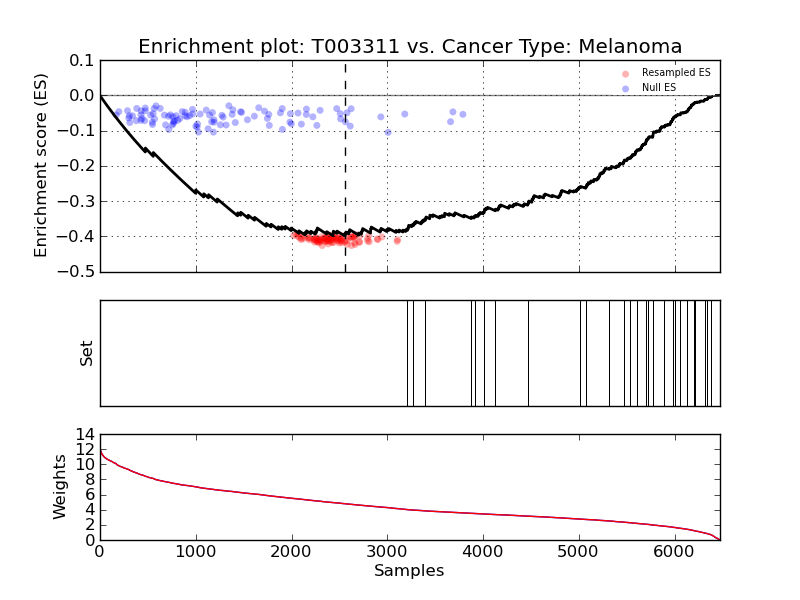 Enrichment plot: T003311 vs. Cancer Type: Melanoma
Enrichment score (ES)
0.1
0.0
−0.1
−0.2
−0.3
−0.4
−0.5
Resampled ES
Null ES
Set
Weights
14
12
10
8
6
4
2
0
0 1000 2000 3000 4000 5000 6000
Samples